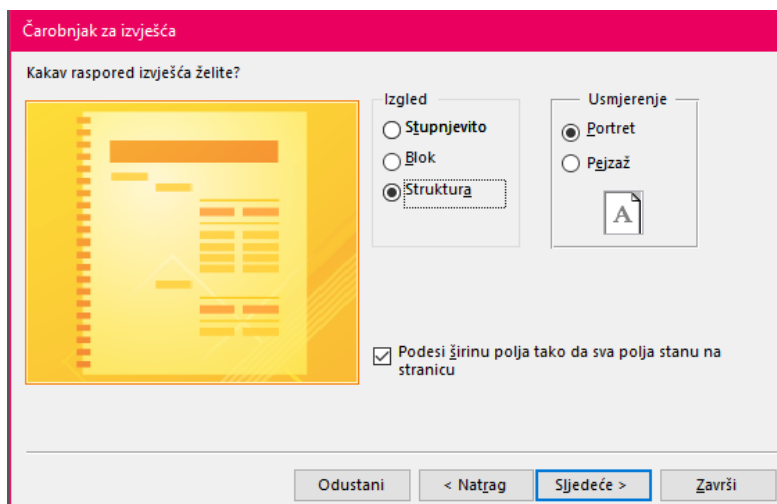 Čarobnjak za izvješća
Kakav raspored izvješća želite?
Izgled
Stupnjevito
Blok
Struktura
Usmjerenje
Portret
Pejzaž
A
Podesi širinu polja tako da sva polja stanu na
stranicu
Odustani
< Natrag
Sljedeće >
Završi